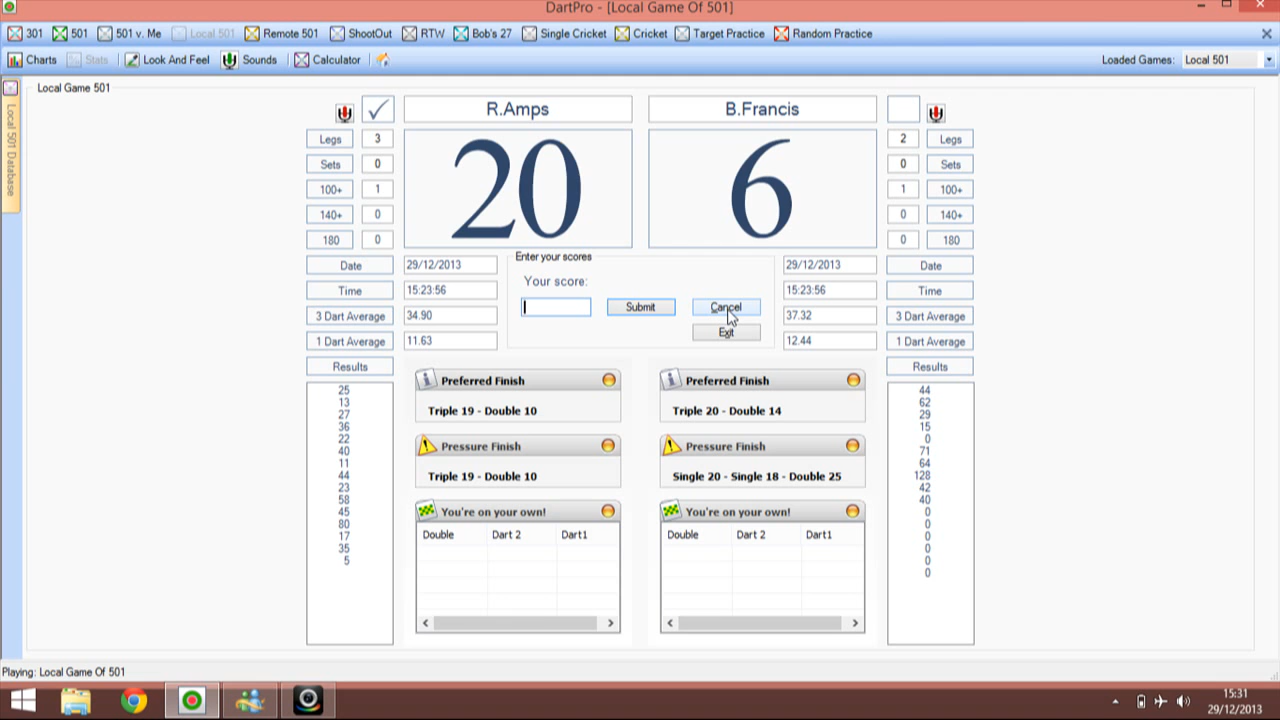 DartPro - [Local Game Of 501]
301 501 501 v. Me Local 501 Remote 501 ShootOut RTW Bob's 27 Single Cricket Cricket Target Practice Random Practice
Charts Stats Look And Feel Sounds Calculator Loaded Games: Local 501
Local 501 Database
Local Game 501
R.Amps B.Francis
20 6
Legs 3 2 Legs
Sets 0 0 Sets
100+ 1 1 100+
140+ 0 0 140+
180 0 0 180
Enter your scores
Date 29/12/2013 29/12/2013 Date
Your score:
Time 15:23:56 15:23:56 Time
Submit Cancel
3 Dart Average 34.90 37.32 3 Dart Average
Exit
1 Dart Average 11.63 12.44 1 Dart Average
Results Results
Preferred Finish Preferred Finish
Triple 19 - Double 10 Triple 20 - Double 14
Pressure Finish Pressure Finish
Triple 19 - Double 10 Single 20 - Single 18 - Double 25
You're on your own! You're on your own!
Double Dart 2 Dart1 Double Dart 2 Dart1
25 44
13 62
27 29
36 15
22 0
40 71
11 64
44 128
23 42
58 40
45 0
80 0
17 0
35 0
5 0
0
Playing: Local Game Of 501
15:31
29/12/2013